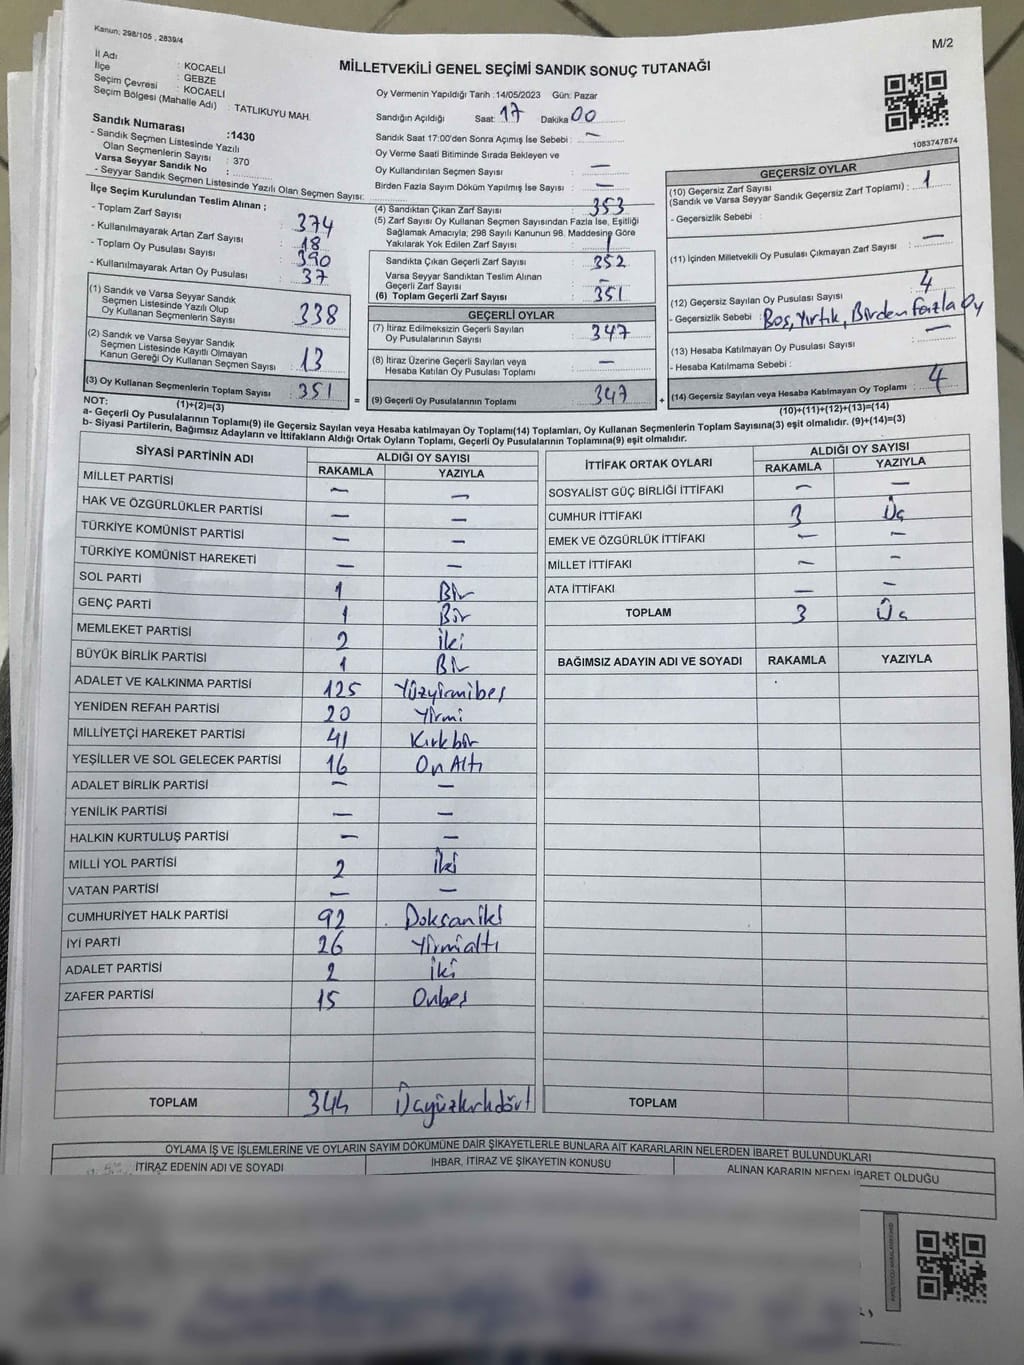 Kanun; 298/105 , 2839/4
M/2
MİLLETVEKİLİ GENEL SEÇİMİ SANDIK SONUÇ TUTANAĞI
İl Adı : KOCAELİ
İlçe : GEBZE
Seçim Çevresi : KOCAELİ
Seçim Bölgesi (Mahalle Adı) : TATLIKUYU MAH.
Sandık Numarası :1430
- Sandık Seçmen Listesinde Yazılı
Olan Seçmenlerin Sayısı : 370
Varsa Seyyar Sandık No :
- Seyyar Sandık Seçmen Listesinde Yazılı Olan Seçmen Sayısı:
İlçe Seçim Kurulundan Teslim Alınan ;
- Toplam Zarf Sayısı : 374
- Kullanılmayarak Artan Zarf Sayısı : 18
- Toplam Oy Pusulası Sayısı : 390
- Kullanılmayarak Artan Oy Pusulası : 37
(1) Sandık ve Varsa Seyyar Sandık
Seçmen Listesinde Yazılı Olup
Oy Kullanan Seçmenlerin Sayısı : 338
(2) Sandık ve Varsa Seyyar Sandık
Seçmen Listesinde Kayıtlı Olmayan
Kanun Gereği Oy Kullanan Seçmen Sayısı : 13
(3) Oy Kullanan Seçmenlerin Toplam Sayısı : 351
(1)+(2)=(3)
Oy Vermenin Yapıldığı Tarih :14/05/2023 Gün: Pazar
Sandığın Açıldığı Saat 17 Dakika 00
Sandık Saat 17:00'den Sonra Açımış İse Sebebi : —
Oy Verme Saati Bitiminde Sırada Bekleyen ve
Oy Kullandırılan Seçmen Sayısı : —
Birden Fazla Sayım Döküm Yapılmış İse Sayısı : —
(4) Sandıktan Çıkan Zarf Sayısı : 353
(5) Zarf Sayısı Oy Kullanan Seçmen Sayısından Fazla İse, Eşitliği
Sağlamak Amacıyla; 298 Sayılı Kanunun 98. Maddesine Göre
Yakılarak Yok Edilen Zarf Sayısı : 1
Sandıkta Çıkan Geçerli Zarf Sayısı : 352
Varsa Seyyar Sandıktan Teslim Alınan
Geçerli Zarf Sayısı : —
(6) Toplam Geçerli Zarf Sayısı : 351
GEÇERLİ OYLAR
(7) İtiraz Edilmeksizin Geçerli Sayılan
Oy Pusulalarının Sayısı : 347
(8) İtiraz Üzerine Geçerli Sayılan veya
Hesaba Katılan Oy Pusulası Toplamı : —
= (9) Geçerli Oy Pusulalarının Toplamı : 347
1083747874
GEÇERSİZ OYLAR
(10) Geçersiz Zarf Sayısı
(Sandık ve Varsa Seyyar Sandık Geçersiz Zarf Toplamı) : 1
- Geçersizlik Sebebi :
(11) İçinden Milletvekili Oy Pusulası Çıkmayan Zarf Sayısı : —
(12) Geçersiz Sayılan Oy Pusulası Sayısı : 4
- Geçersizlik Sebebi : Boş, Yırtık, Birden fazla Oy
(13) Hesaba Katılmayan Oy Pusulası Sayısı : —
- Hesaba Katılmama Sebebi :
+ (14) Geçersiz Sayılan veya Hesaba Katılmayan Oy Toplamı : 4
(10)+(11)+(12)+(13)=(14)
NOT:
a- Geçerli Oy Pusulalarının Toplamı(9) ile Geçersiz Sayılan veya Hesaba katılmayan Oy Toplamı(14) Toplamları, Oy Kullanan Seçmenlerin Toplam Sayısına(3) eşit olmalıdır. (9)+(14)=(3)
b- Siyasi Partilerin, Bağımsız Adayların ve İttifakların Aldığı Ortak Oyların Toplamı, Geçerli Oy Pusulalarının Toplamına(9) eşit olmalıdır.
SİYASİ PARTİNİN ADI ALDIĞI OY SAYISI
RAKAMLA YAZIYLA
MİLLET PARTİSİ — —
HAK VE ÖZGÜRLÜKLER PARTİSİ — —
TÜRKİYE KOMÜNİST PARTİSİ — —
TÜRKİYE KOMÜNİST HAREKETİ — —
SOL PARTİ 1 Bir
GENÇ PARTİ 1 Bir
MEMLEKET PARTİSİ 2 İki
BÜYÜK BİRLİK PARTİSİ 1 Bir
ADALET VE KALKINMA PARTİSİ 125 Yüzyirmibeş
YENİDEN REFAH PARTİSİ 20 Yirmi
MİLLİYETÇİ HAREKET PARTİSİ 41 Kırkbir
YEŞİLLER VE SOL GELECEK PARTİSİ 16 On Altı
ADALET BİRLİK PARTİSİ — —
YENİLİK PARTİSİ — —
HALKIN KURTULUŞ PARTİSİ — —
MİLLİ YOL PARTİSİ 2 İki
VATAN PARTİSİ — —
CUMHURİYET HALK PARTİSİ 92 Doksaniki
İYİ PARTİ 26 Yirmialtı
ADALET PARTİSİ 2 İki
ZAFER PARTİSİ 15 Onbeş
TOPLAM 344 Üçyüzkırkdört
İTTİFAK ORTAK OYLARI ALDIĞI OY SAYISI
RAKAMLA YAZIYLA
SOSYALİST GÜÇ BİRLİĞİ İTTİFAKI — —
CUMHUR İTTİFAKI 3 Üç
EMEK VE ÖZGÜRLÜK İTTİFAKI — —
MİLLET İTTİFAKI — —
ATA İTTİFAKI — —
TOPLAM 3 Üç
BAĞIMSIZ ADAYIN ADI VE SOYADI RAKAMLA YAZIYLA
TOPLAM
OYLAMA İŞ VE İŞLEMLERİNE VE OYLARIN SAYIM DÖKÜMÜNE DAİR ŞİKAYETLERLE BUNLARA AİT KARARLARIN NELERDEN İBARET BULUNDUKLARI
İTİRAZ EDENİN ADI VE SOYADI İHBAR, İTİRAZ VE ŞİKAYETİN KONUSU ALINAN KARARIN NEDEN İBARET OLDUĞU